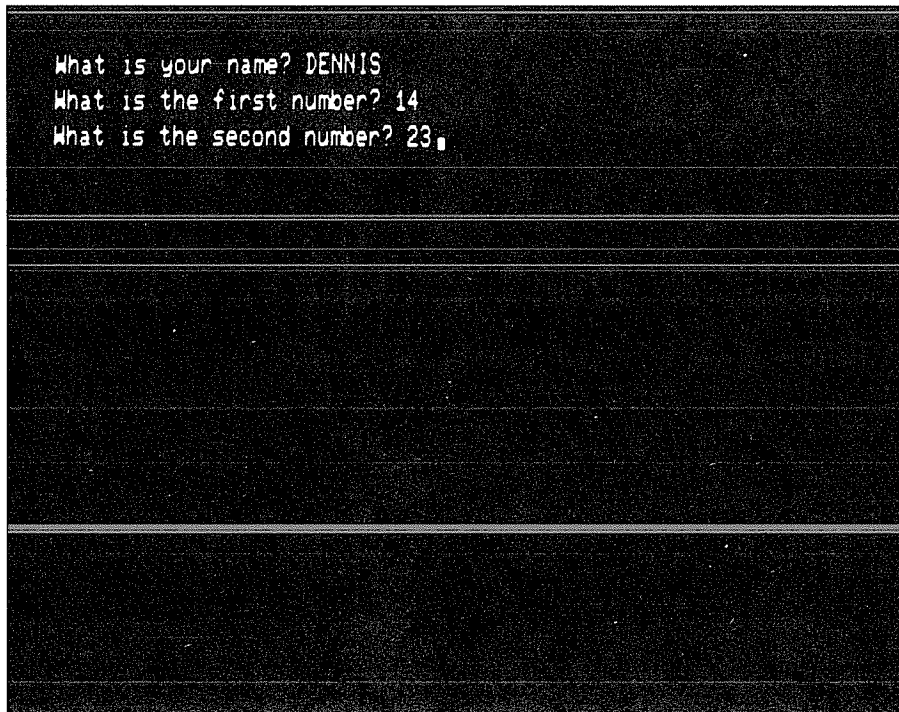 What is your name? DENNIS
What is the first number? 14
What is the second number? 23